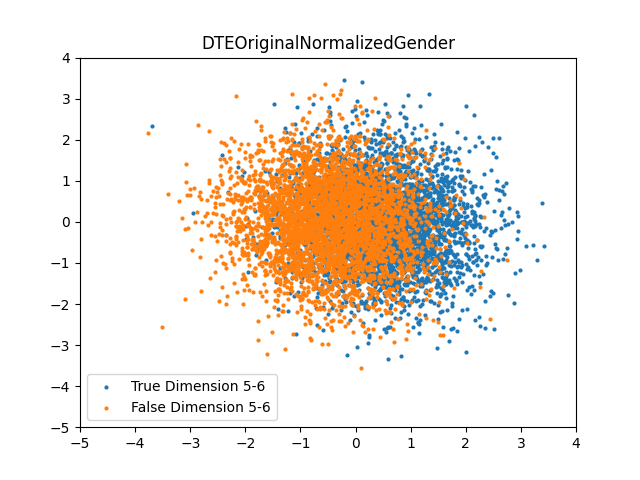 DTEOriginalNormalizedGender
4
3
2
1
0
−1
−2
−3
−4
−5
True Dimension 5-6
False Dimension 5-6
−5 −4 −3 −2 −1 0 1 2 3 4